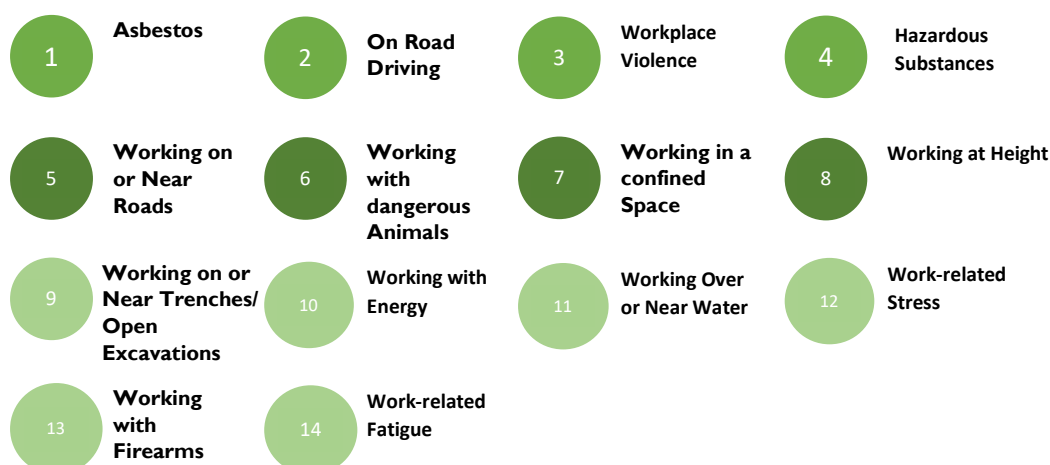 1
Asbestos
2
On Road
Driving
3
Workplace
Violence
4
Hazardous
Substances
5
Working on
or Near
Roads
6
Working
with
dangerous
Animals
7
Working in a
confined
Space
8
Working at Height
9
Working on or
Near Trenches/
Open
Excavations
10
Working with
Energy
11
Working Over
or Near Water
12
Work-related
Stress
13
Working
with
Firearms
14
Work-related
Fatigue